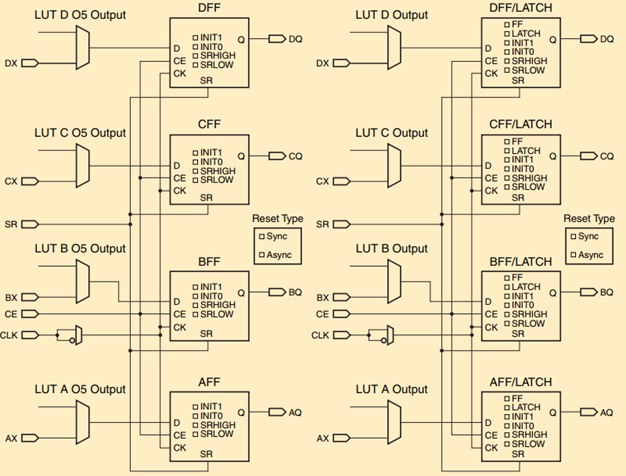 LUT D O5 Output
DFF
DX
D
CE
CK
INIT1
INIT0
SRHIGH
SRLOW
Q
SR
DQ
LUT C O5 Output
CFF
CX
D
CE
CK
INIT1
INIT0
SRHIGH
SRLOW
Q
SR
CQ
SR
Reset Type
Sync
Async
LUT B O5 Output
BFF
BX
CE
CLK
D
CE
CK
INIT1
INIT0
SRHIGH
SRLOW
Q
SR
BQ
LUT A O5 Output
AFF
AX
D
CE
CK
INIT1
INIT0
SRHIGH
SRLOW
Q
SR
AQ
LUT D Output
DFF/LATCH
DX
D
CE
CK
FF
LATCH
INIT1
INIT0
SRHIGH
SRLOW
Q
SR
DQ
LUT C Output
CFF/LATCH
CX
D
CE
CK
FF
LATCH
INIT1
INIT0
SRHIGH
SRLOW
Q
SR
CQ
SR
Reset Type
Sync
Async
LUT B Output
BFF/LATCH
BX
CE
CLK
D
CE
CK
FF
LATCH
INIT1
INIT0
SRHIGH
SRLOW
Q
SR
BQ
LUT A Output
AFF/LATCH
AX
D
CE
CK
FF
LATCH
INIT1
INIT0
SRHIGH
SRLOW
Q
SR
AQ